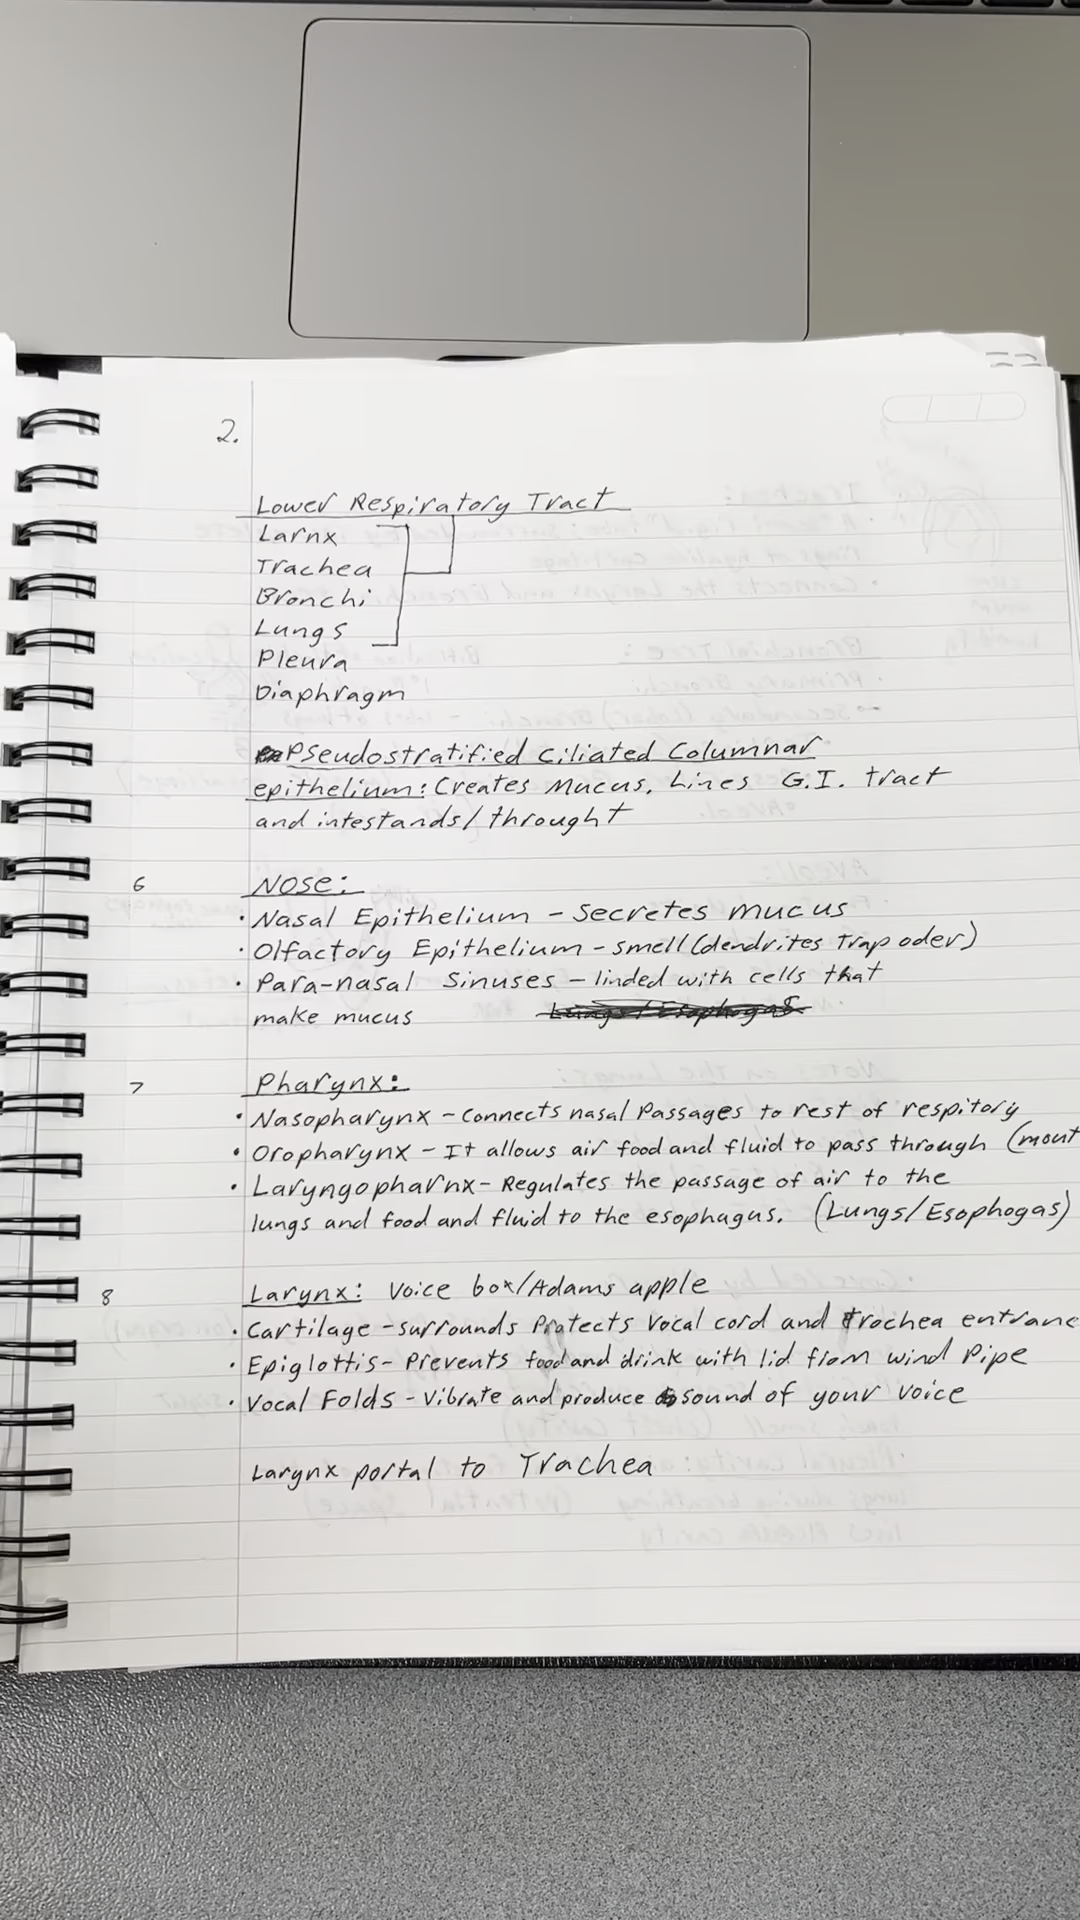 2.
Lower Respiratory Tract
Larnx
Trachea
Bronchi
Lungs
Pleura
Diaphragm
Pseudostratified Ciliated Columnar
epithelium: Creates Mucus, Lines G.I. tract
and intestands/throught
6 Nose:
• Nasal Epithelium - Secretes mucus
• Olfactory Epithelium - smell (dendrites Trap oder)
• Para-nasal Sinuses - linded with cells that
make mucus Lungs/Esophogas
7 Pharynx:
• Nasopharynx - Connects nasal Passages to rest of respitory
• Oropharynx - It allows air food and fluid to pass through (mout
• Laryngopharnx - Regulates the passage of air to the
lungs and food and fluid to the esophagus. (Lungs/Esophogas)
8 Larynx: Voice box/Adams apple
• Cartilage - surrounds Protects Vocal cord and trochea entrane
• Epiglottis - Prevents food and drink with lid from wind Pipe
• Vocal Folds - Vibrate and produce sound of your voice
Larynx portal to Trachea